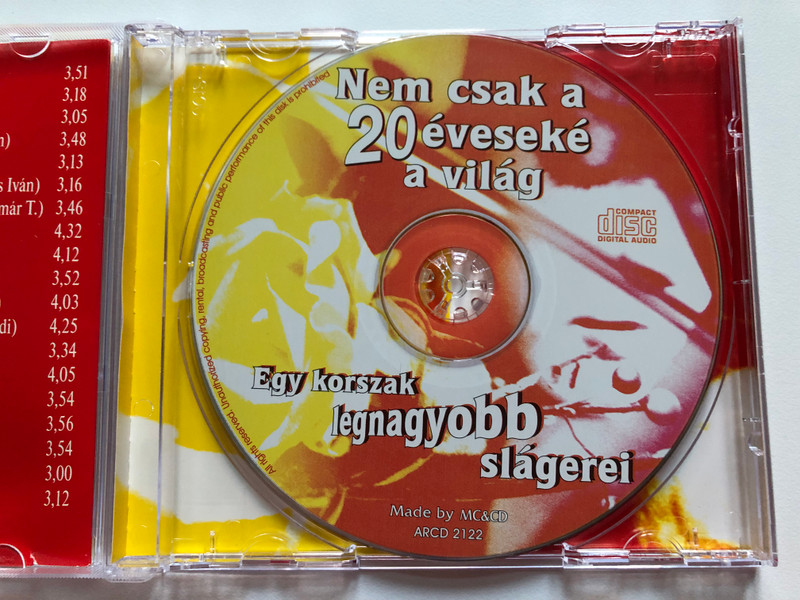 3,51
3,18
3,05
n) 3,48
3,13
s Iván) 3,16
már T.) 3,46
4,32
4,12
3,52
) 4,03
di) 4,25
3,34
4,05
3,54
3,56
3,54
3,00
3,12
Nem csak a
20 éveseké
a világ
COMPACT
disc
DIGITAL AUDIO
Egy korszak
legnagyobb
slágerei
Made by MC&CD
ARCD 2122
All rights reserved. Unauthorized copying, rental, broadcasting and public performance of this disk is prohibited